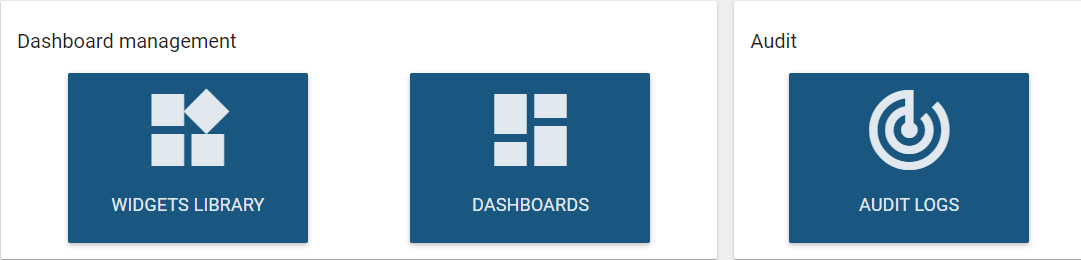 Dashboard management
WIDGETS LIBRARY
DASHBOARDS
Audit
AUDIT LOGS